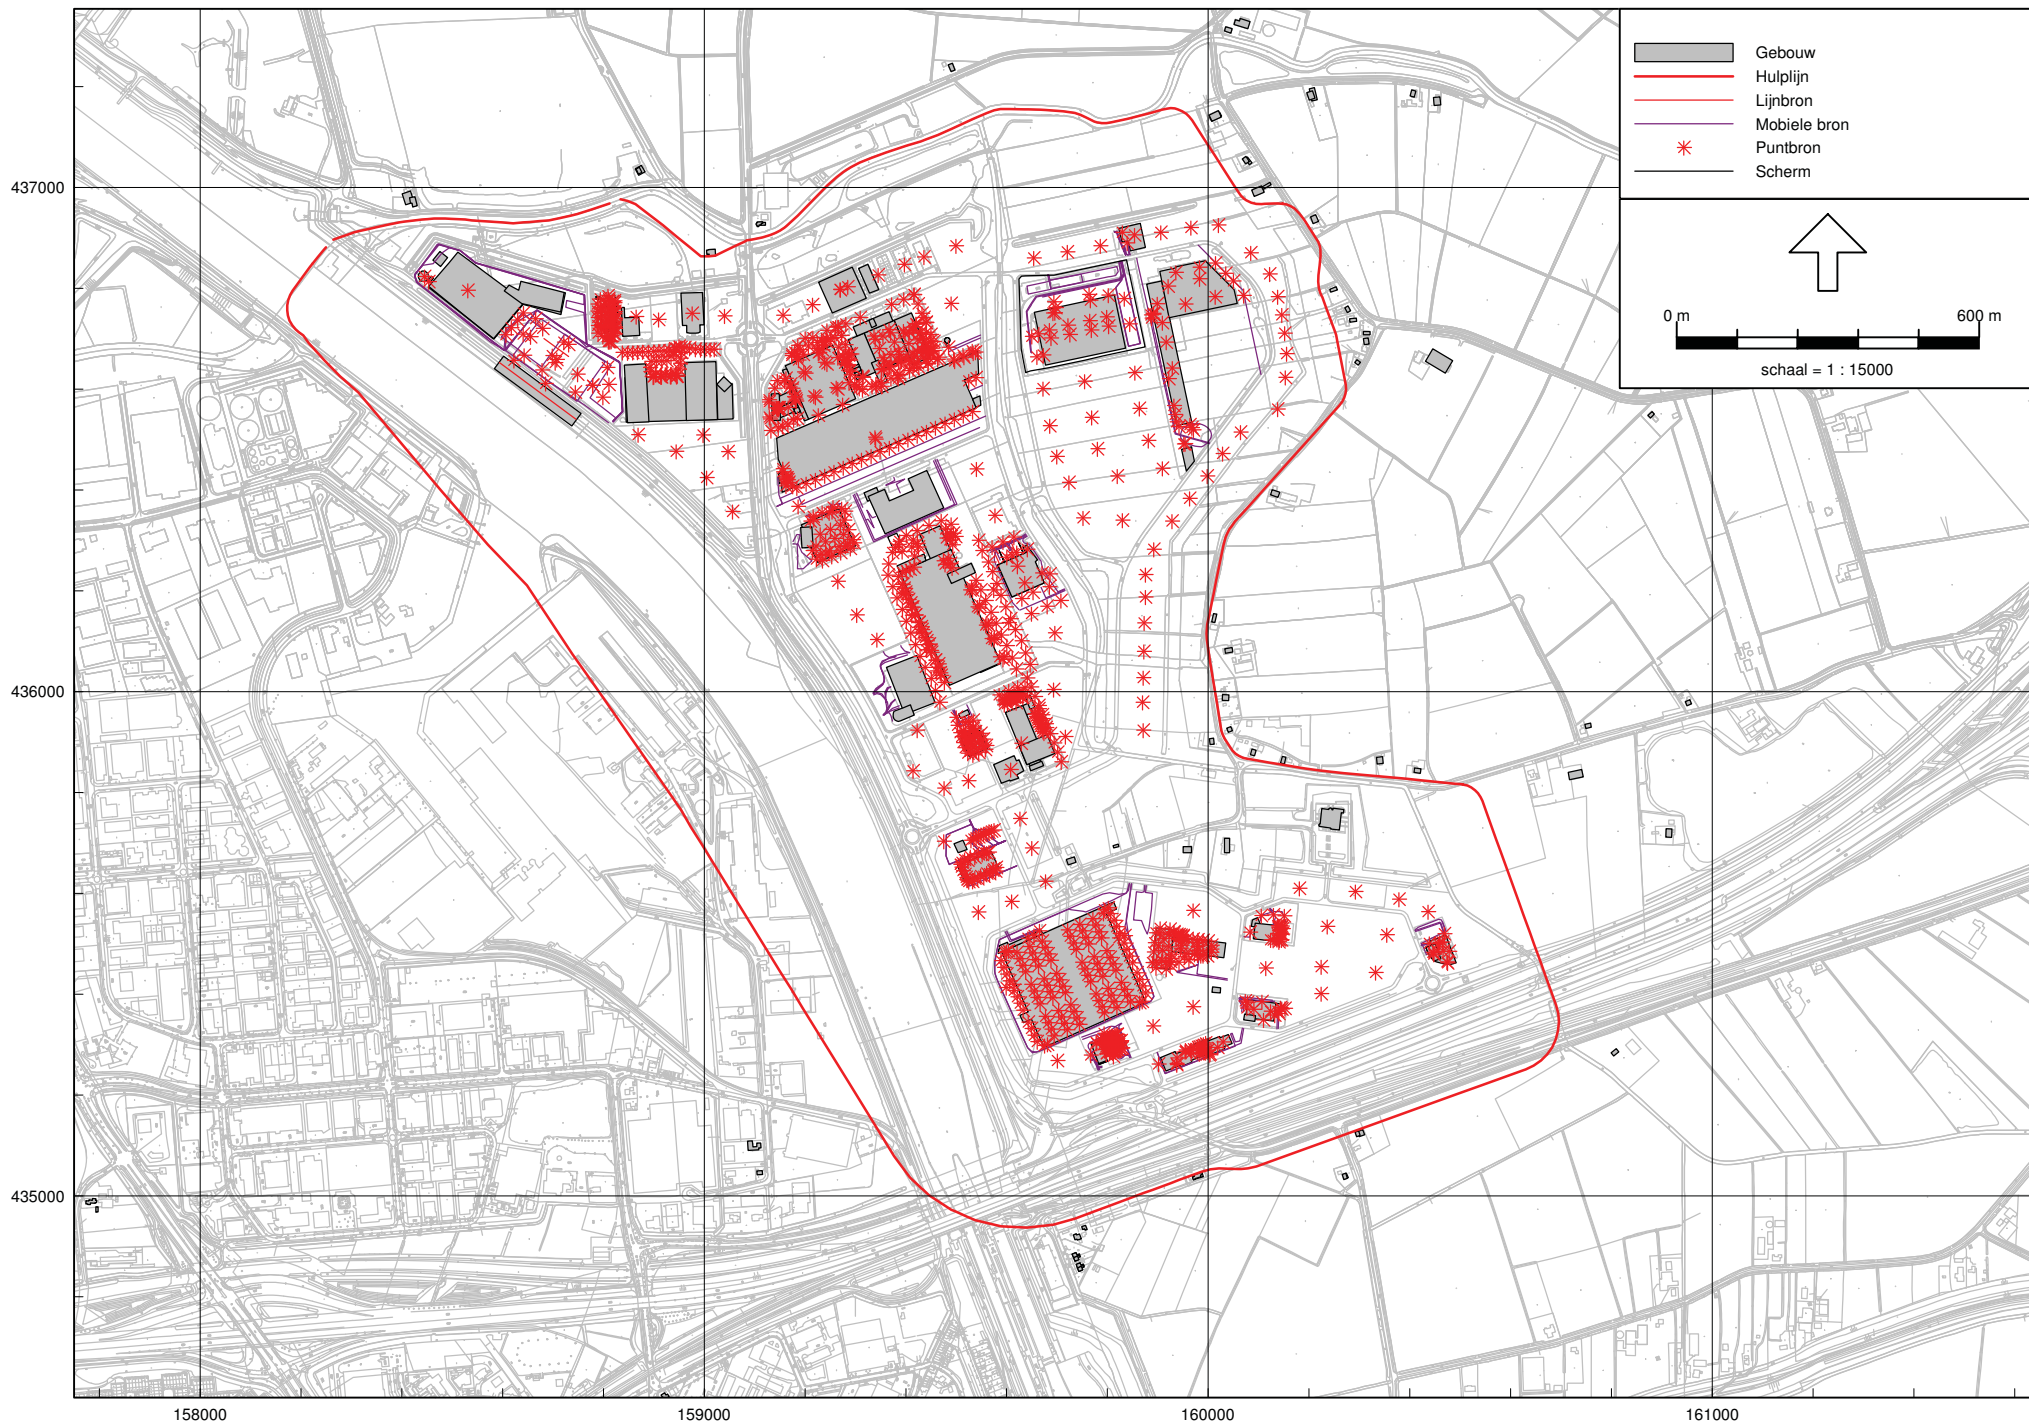 Gebouw
Hulplijn
Lijnbron
Mobiele bron
Puntbron
Scherm
0 m 600 m
schaal = 1 : 15000
437000
436000
435000
158000 159000 160000 161000